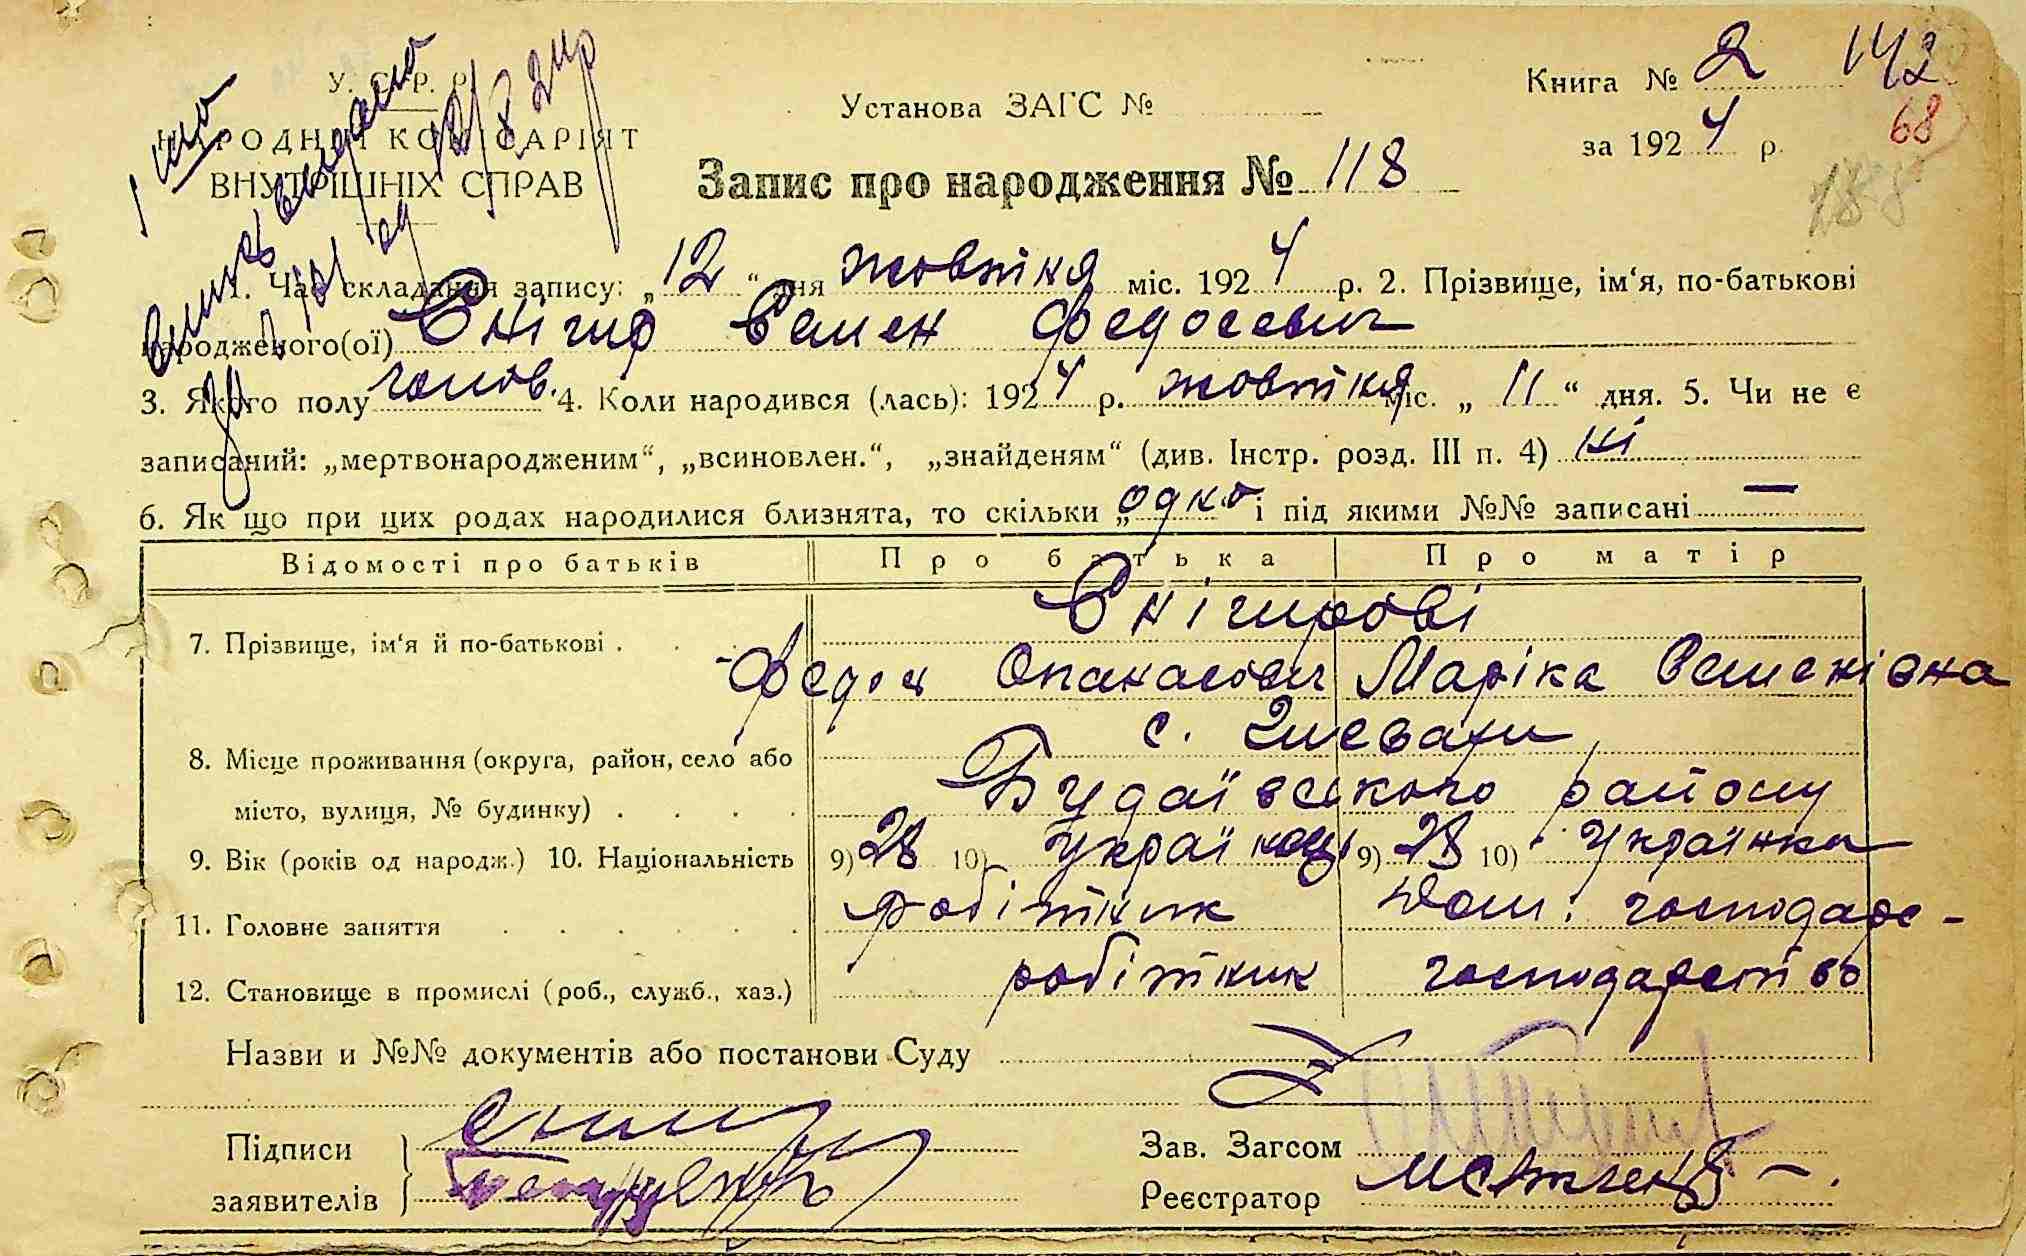 У. С. Р. Р.
НАРОДНІЙ КОМІСАРІЯТ
ВНУТРІШНІХ СПРАВ
Установа ЗАГС №
Книга № 2 142
за 1924 р. 68
188
Запис про народження № 118
1. Час складання запису: „12“ дня жовтня міс. 1924 р. 2. Прізвище, ім‘я, по-батькові
народженого(ої) Снігир Семен Федосевич
3. Якого полу чолов. 4. Коли народився (лась): 1924 р. жовтня міс. „11“ дня. 5. Чи не є
записаний: „мертвонародженим“, „всиновлен.“, „знайденям“ (див. Інстр. розд. III п. 4) ні
6. Як що при цих родах народилися близнята, то скільки „одно і під якими №№ записані —
Відомості про батьків Про батька Про матір
7. Прізвище, ім‘я й по-батькові . Снігирові
Федос Опанасович Маріна Семенівна
8. Місце проживання (округа, район, село або с.
місто, вулиця, № будинку) . . . . Будаївського району
9. Вік (років од народж.) 10. Національність 9) 28 10) Українець 9) 28 10) Українка
11. Головне заняття . . . . . . робітник Дом. господарс-
12. Становище в промислі (роб., служб., хаз.) робітник господарство
Назви и №№ документів або постанови Суду
Підписи
заявителів
Зав. Загсом
Реєстратор